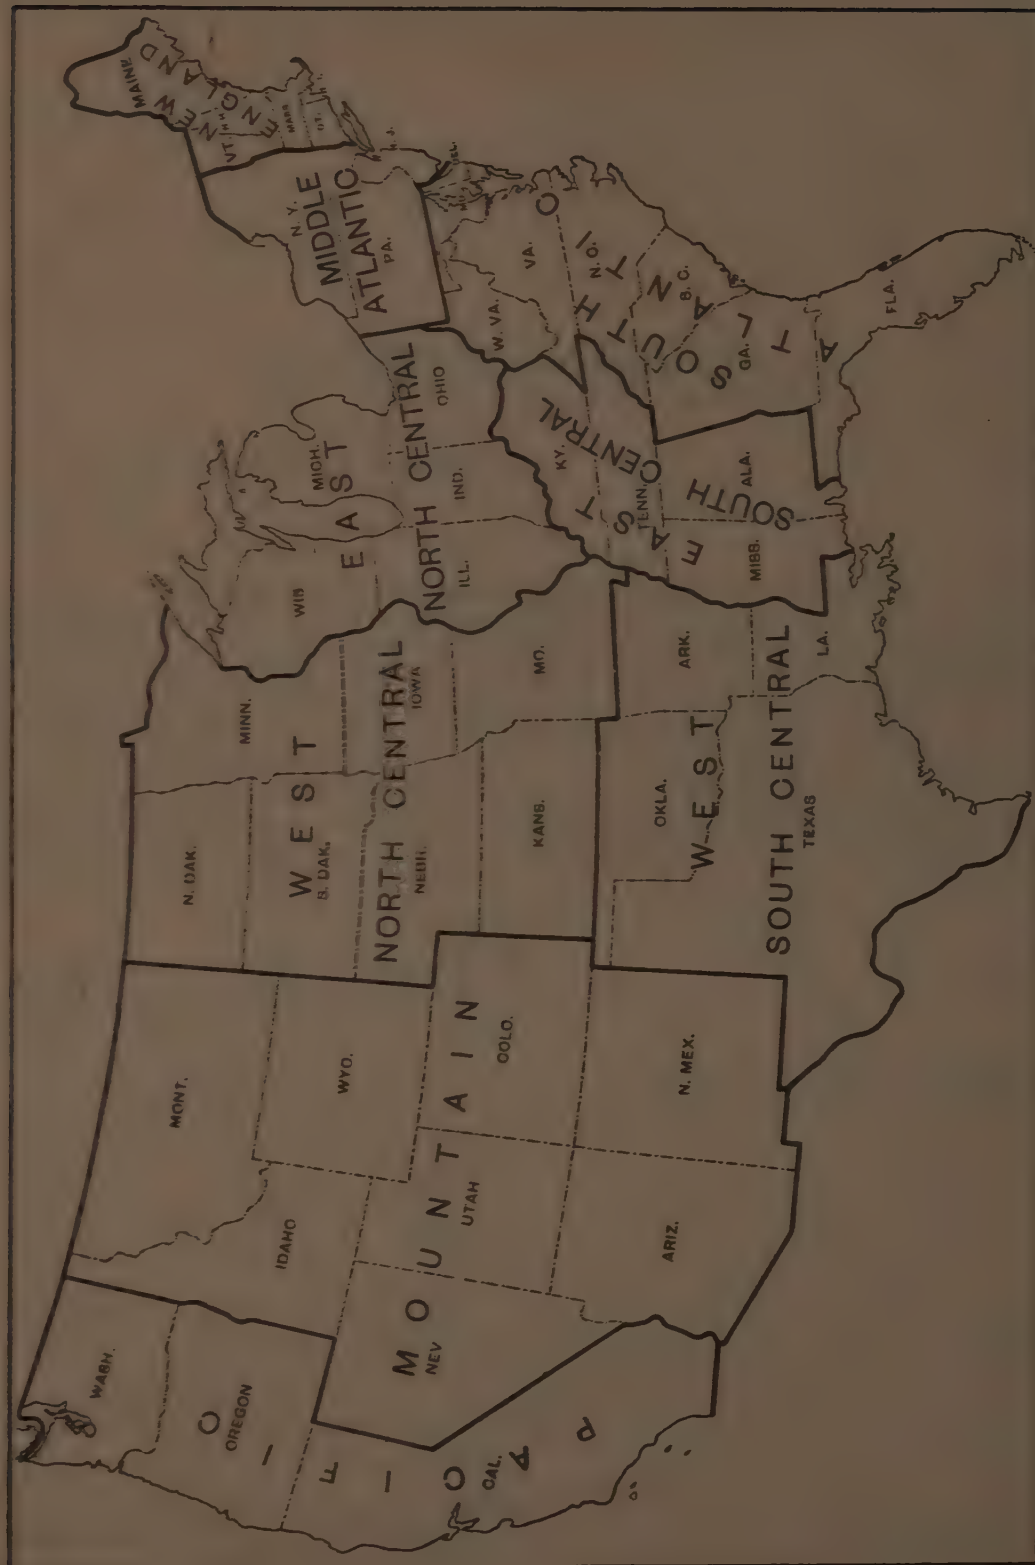 PACIFIC
WASH.
OREGON
CAL.
MOUNTAIN
MONT.
IDAHO
WYO.
NEV
UTAH
COLO.
ARIZ.
N. MEX.
WEST
NORTH CENTRAL
N. DAK.
S. DAK.
MINN.
NEBR.
IOWA
KANS.
MO.
WEST
SOUTH CENTRAL
OKLA.
ARK.
TEXAS
LA.
EAST
NORTH CENTRAL
WIS
MICH.
ILL.
IND.
OHIO
EAST
SOUTH CENTRAL
KY.
TENN.
MISS.
ALA.
SOUTH
ATLANTIC
DEL.
W. VA.
VA.
N. C.
S. C.
GA.
FLA.
MIDDLE
ATLANTIC
N. Y.
PA.
N. J.
NEW
ENGLAND
MAINE
VT.
N H
MASS
CT.